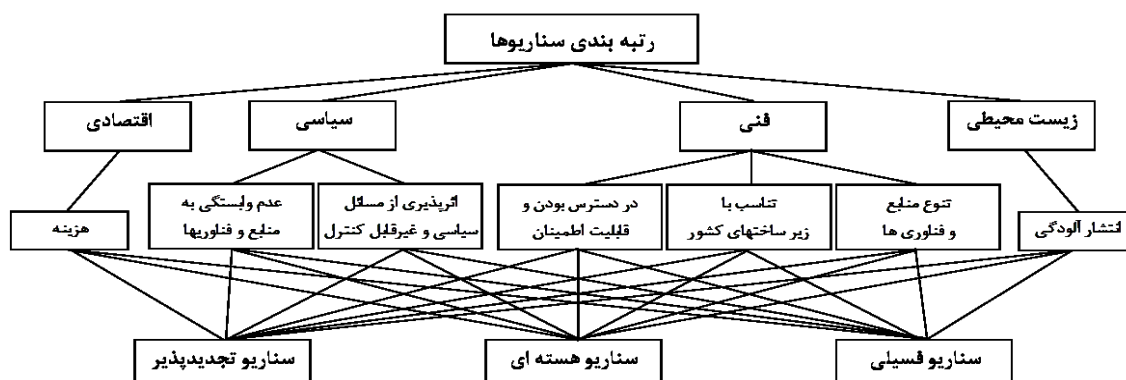 رتبه بندی سناریوها
زیست محیطی
فنی
سیاسی
اقتصادی
تنوع منابع
و فناوری ها
تناسب با
زیر ساختهای کشور
در دسترس بودن و
قابلیت اطمینان
اثرپذیری از مسائل
سیاسی و غیرقابل کنترل
عدم وابستگی به
منابع و فناوریها
انتشار آلودگی
هزینه
سناریو فسیلی
سناریو هسته ای
سناریو تجدیدپذیر